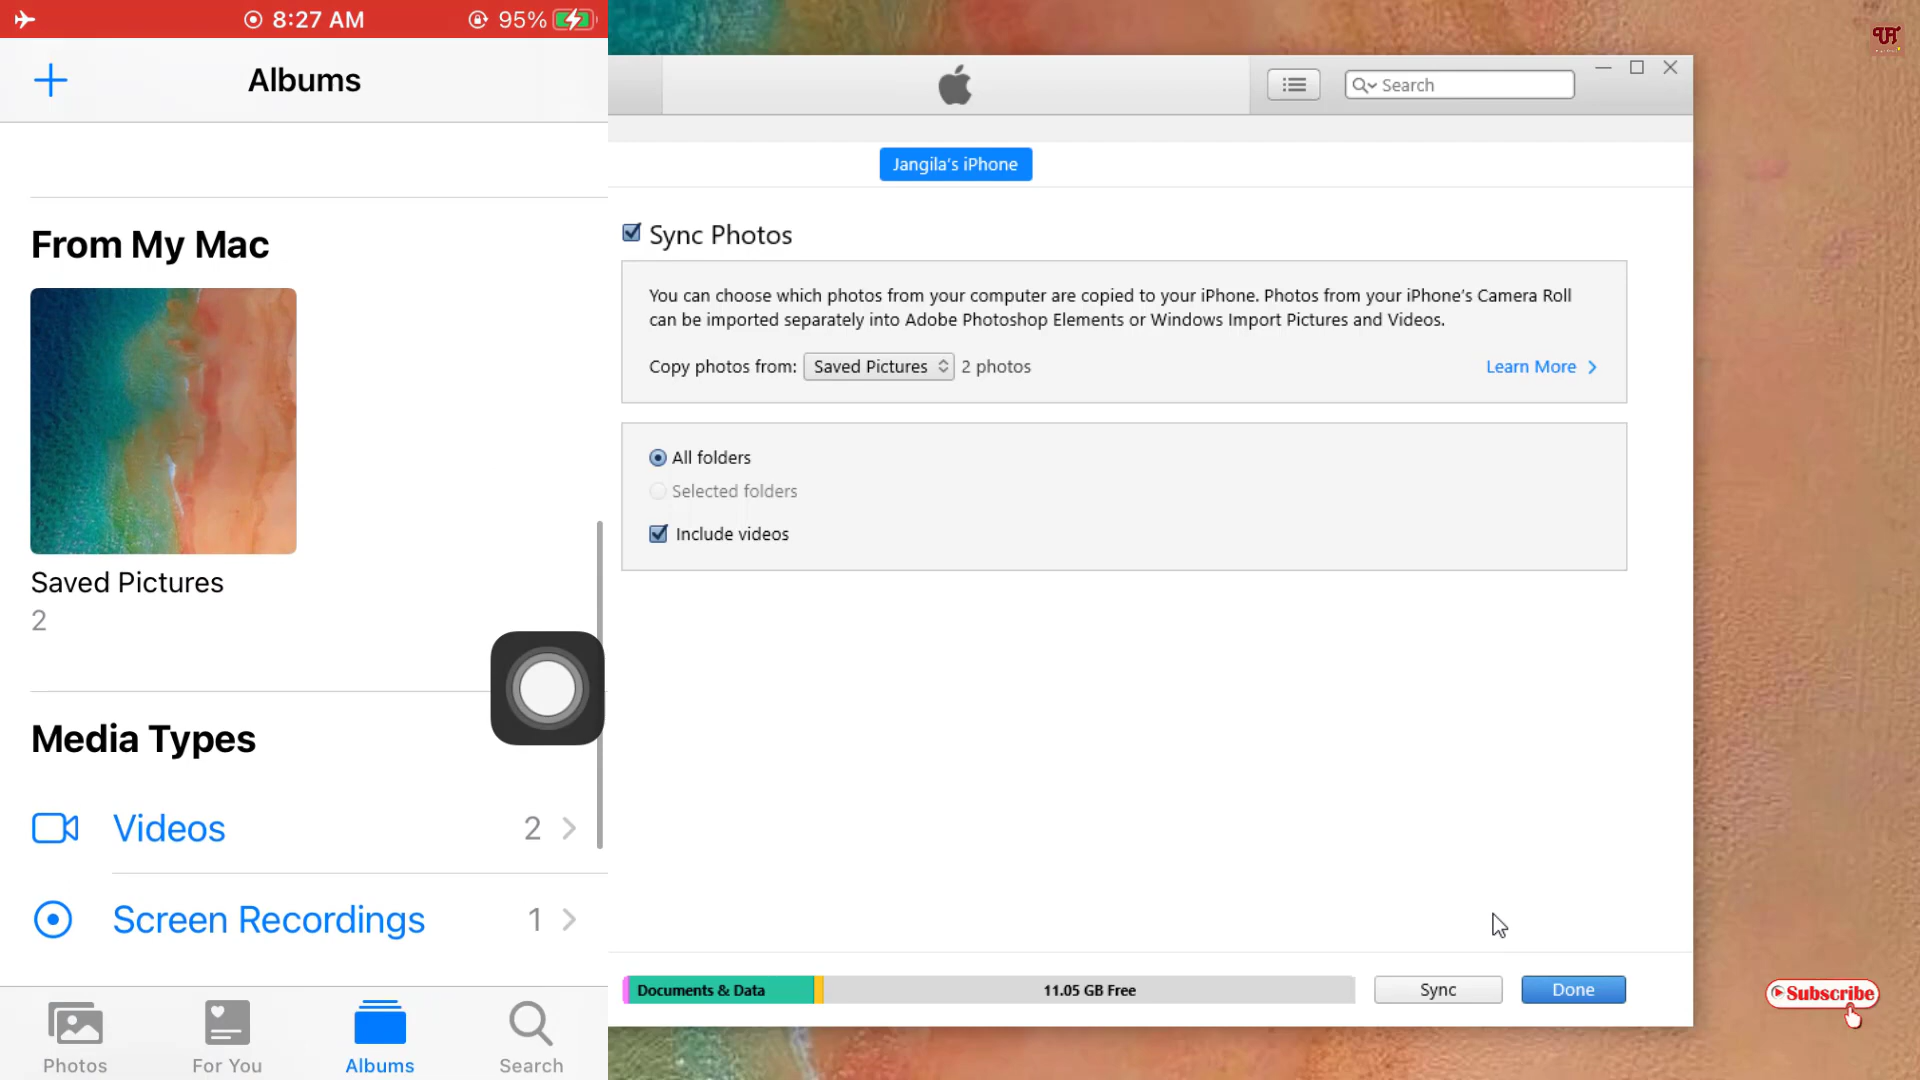 8:27 AM
95%
Albums
From My Mac
Saved Pictures
2
Media Types
Videos 2
Screen Recordings 1
Photos For You Albums Search
Search
Jangila's iPhone
Sync Photos
You can choose which photos from your computer are copied to your iPhone. Photos from your iPhone's Camera Roll
can be imported separately into Adobe Photoshop Elements or Windows Import Pictures and Videos.
Copy photos from: Saved Pictures 2 photos
Learn More
All folders
Selected folders
Include videos
Documents & Data
11.05 GB Free
Sync
Done
Subscribe